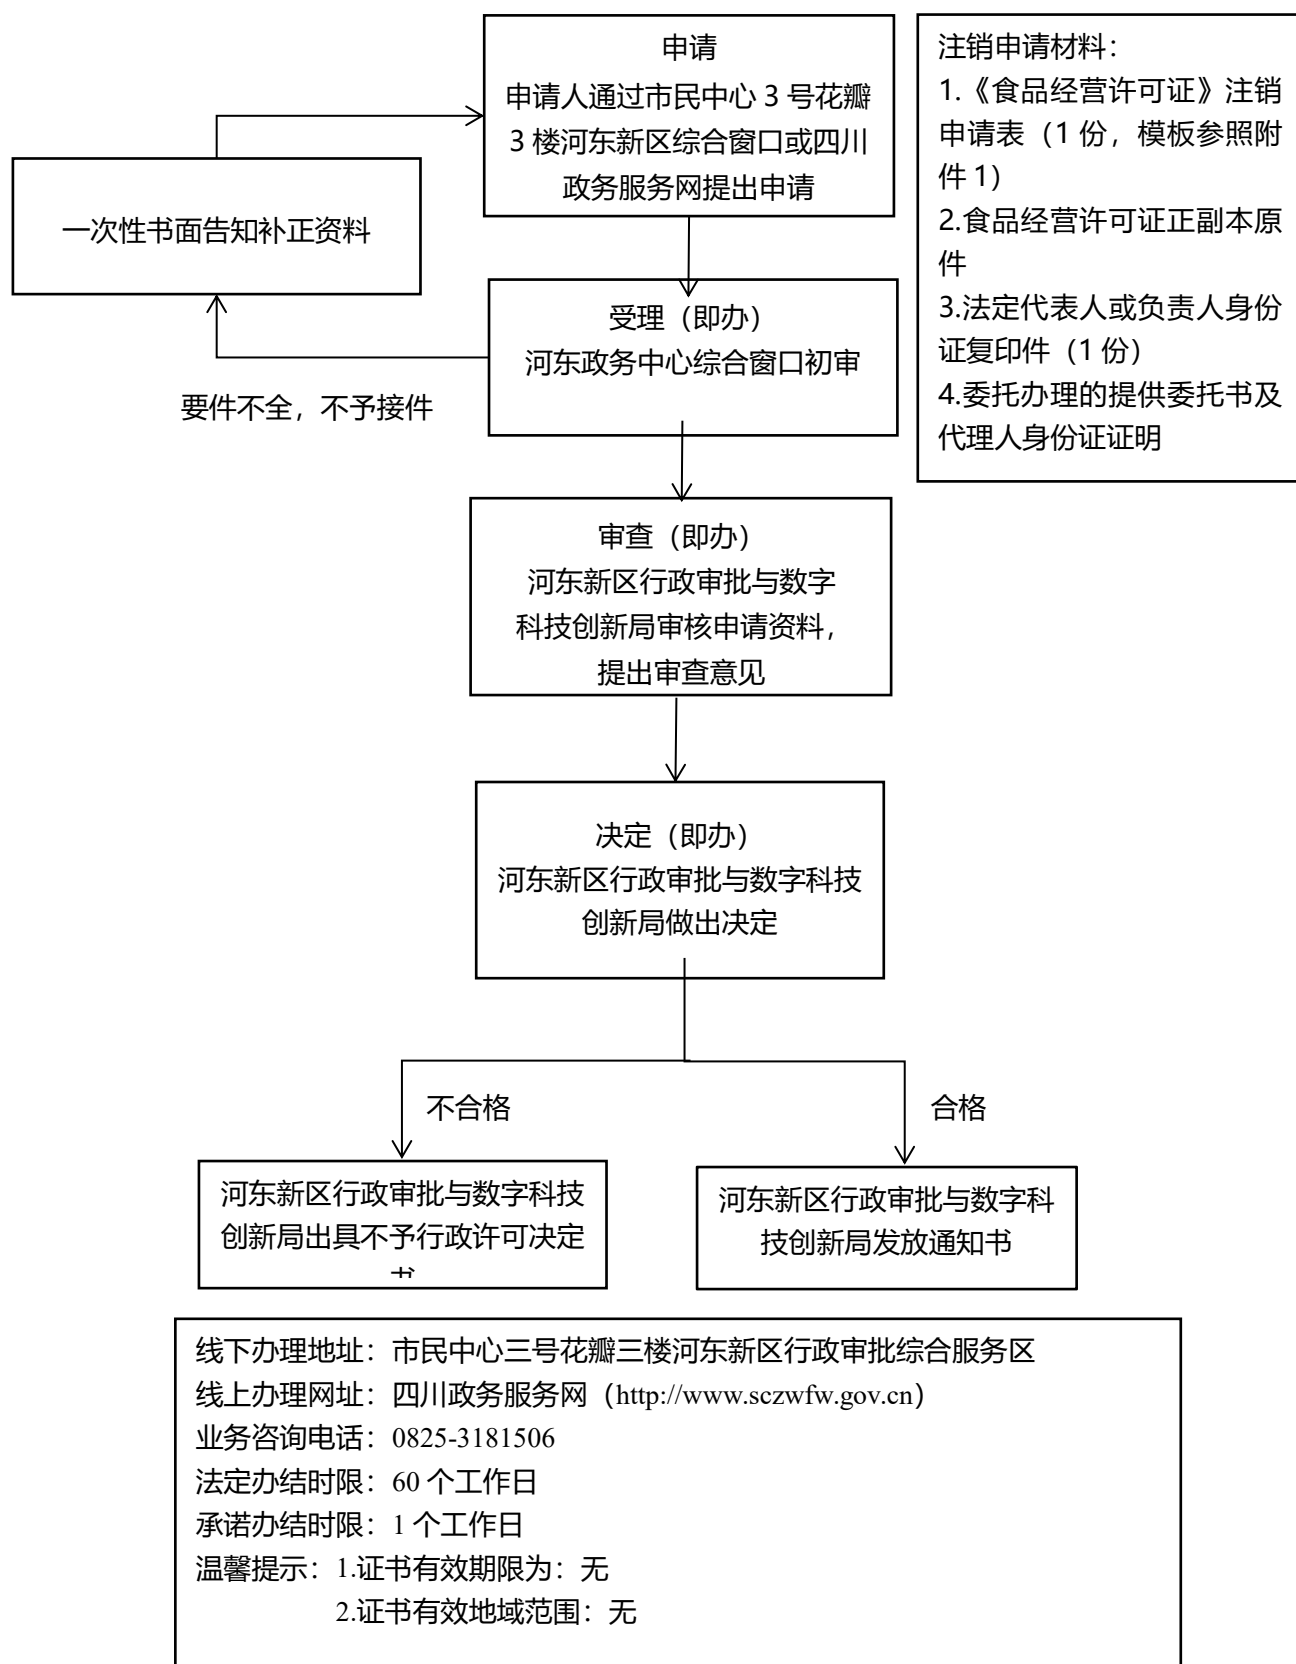 申请
申请人通过市民中心 3 号花瓣
3 楼河东新区综合窗口或四川
政务服务网提出申请
注销申请材料：
1.《食品经营许可证》注销
申请表（1 份，模板参照附
件 1）
2.食品经营许可证正副本原
件
3.法定代表人或负责人身份
证复印件（1 份）
4.委托办理的提供委托书及
代理人身份证证明
一次性书面告知补正资料
受理（即办）
河东政务中心综合窗口初审
要件不全，不予接件
审查（即办）
河东新区行政审批与数字
科技创新局审核申请资料，
提出审查意见
决定（即办）
河东新区行政审批与数字科技
创新局做出决定
不合格
合格
河东新区行政审批与数字科技
创新局出具不予行政许可决定
河东新区行政审批与数字科
技创新局发放通知书
线下办理地址：市民中心三号花瓣三楼河东新区行政审批综合服务区
线上办理网址：四川政务服务网（http://www.sczwfw.gov.cn）
业务咨询电话：0825-3181506
法定办结时限：60 个工作日
承诺办结时限：1 个工作日
温馨提示：1.证书有效期限为：无
2.证书有效地域范围：无